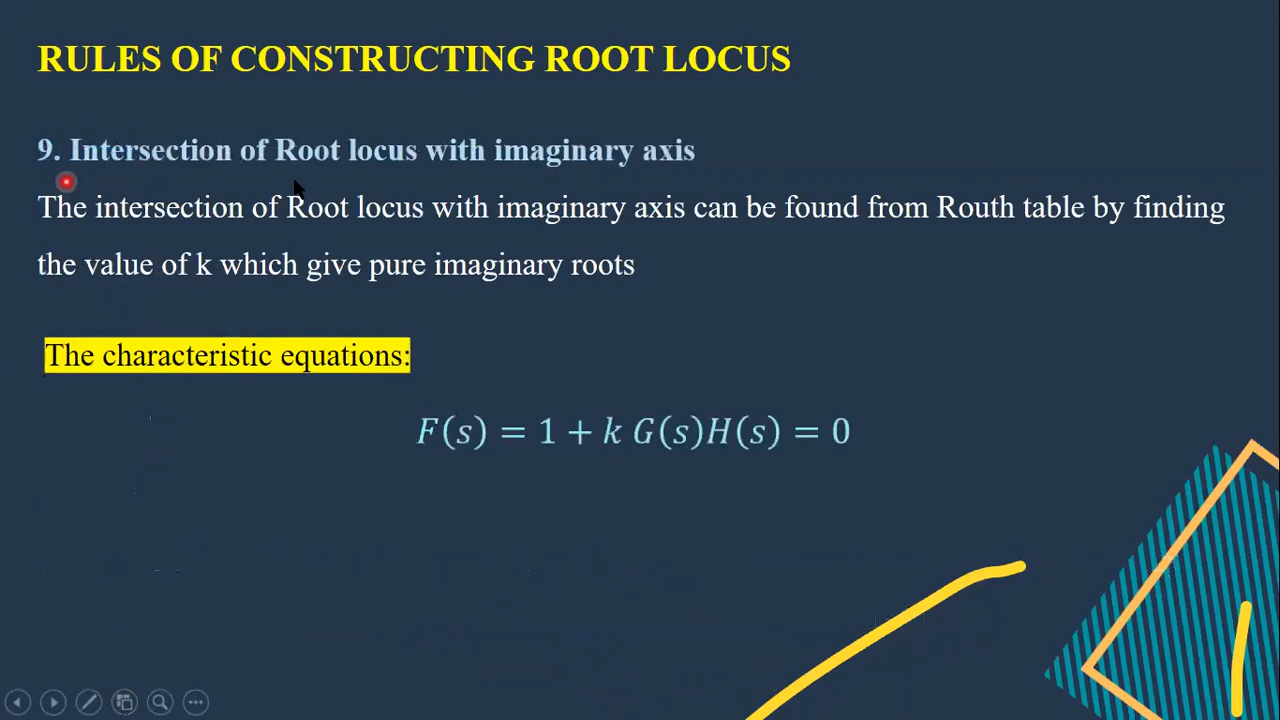 RULES OF CONSTRUCTING ROOT LOCUS
9. Intersection of Root locus with imaginary axis
The intersection of Root locus with imaginary axis can be found from Routh table by finding
the value of k which give pure imaginary roots
The characteristic equations:
F(s) = 1 + k G(s)H(s) = 0